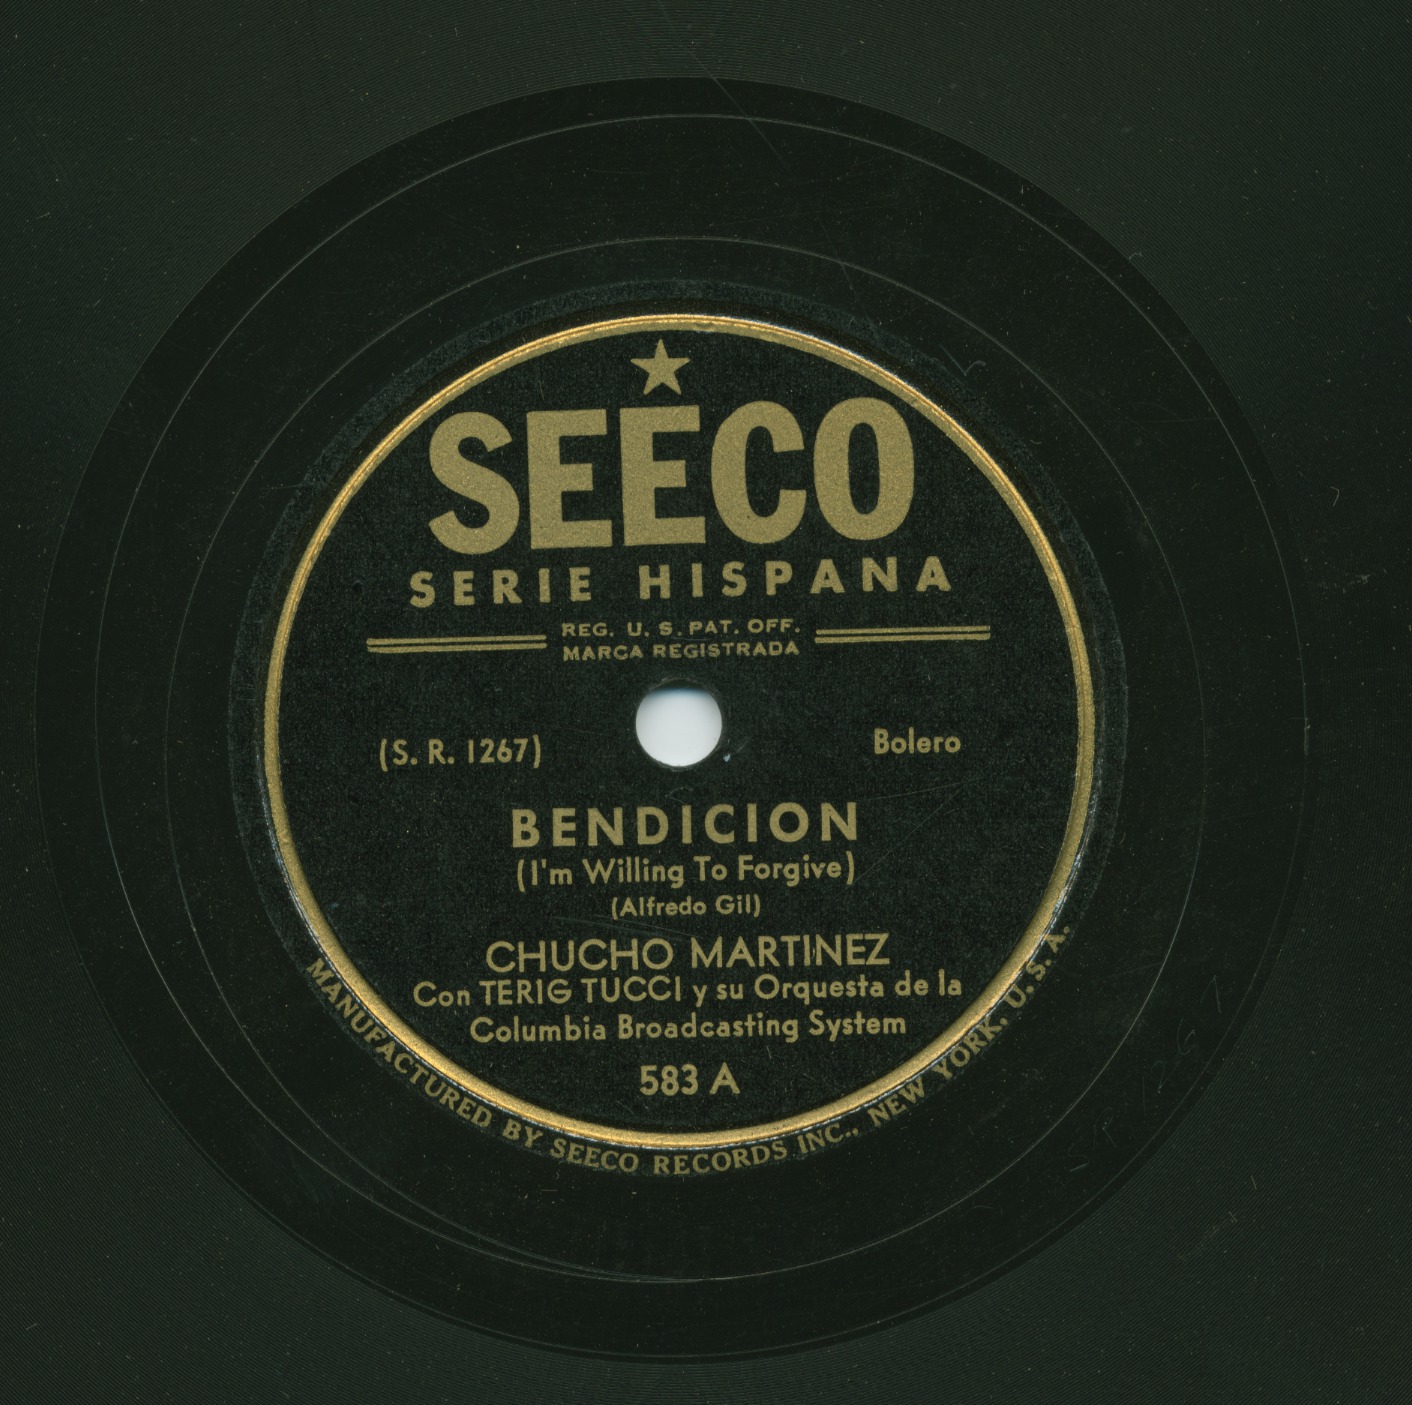 SEECO
SERIE HISPANA
REG. U. S. PAT. OFF.
MARCA REGISTRADA
(S. R. 1267)
Bolero
BENDICION
(I'm Willing To Forgive)
(Alfredo Gil)
CHUCHO MARTINEZ
Con TERIG TUCCI y su Orquesta de la
Columbia Broadcasting System
583 A
MANUFACTURED BY SEECO RECORDS INC., NEW YORK, U.S.A.